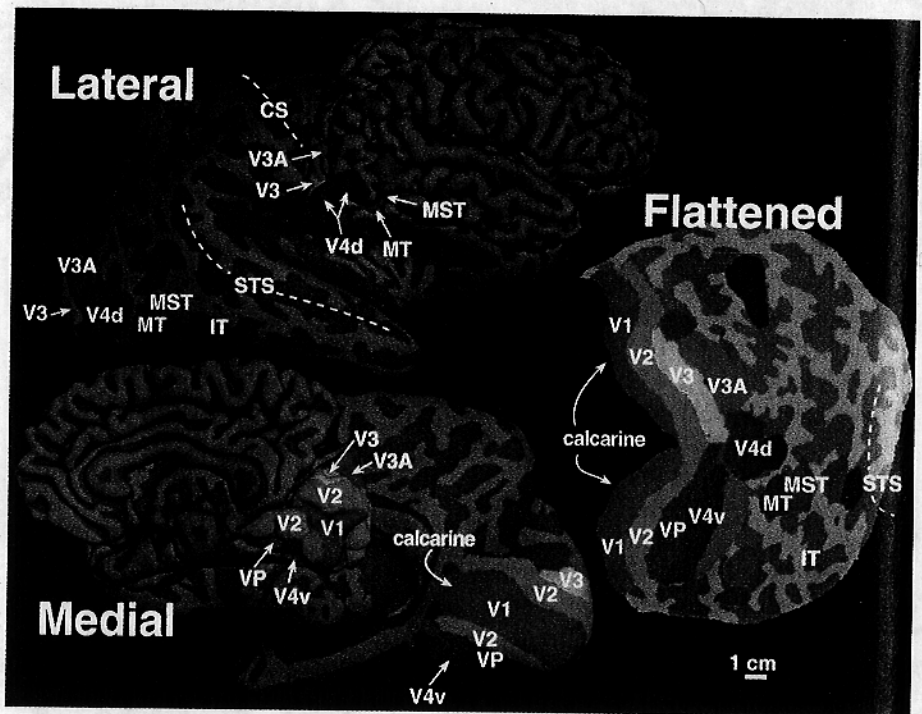 Lateral
CS
V3A
V3
MST
V4d
MT
V3A
STS
MST
V3
V4d
MT
IT
Flattened
V1
V2
V3
V3A
calcarine
V4d
MST
STS
MT
V4v
VP
V2
V1
IT
1 cm
V3
V3A
V2
V2
V1
calcarine
VP
V4v
V3
V2
V1
V2
VP
V4v
Medial